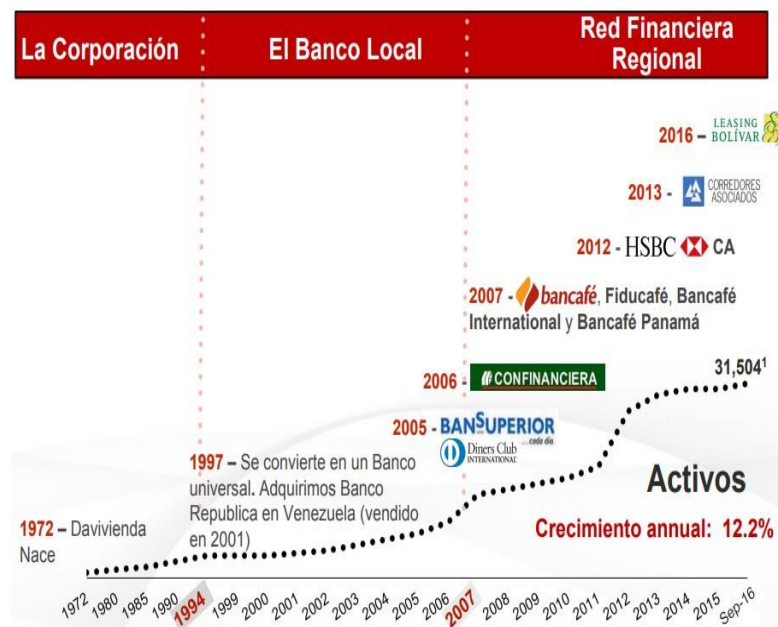 La Corporación
El Banco Local
Red Financiera
Regional
2016 – LEASING
BOLÍVAR
2013 - CORREDORES
ASOCIADOS
2012 - HSBC CA
2007 - bancafé, Fiducafé, Bancafé
International y Bancafé Panamá
31,504¹
2006 - CONFINANCIERA
2005 - BANSUPERIOR
...cada día.
Diners Club
INTERNATIONAL
1997 – Se convierte en un Banco
universal. Adquirimos Banco
Republica en Venezuela (vendido
en 2001)
1972 – Davivienda
Nace
Activos
Crecimiento annual: 12.2%
1972 1980 1985 1990 1994 1999 2000 2001 2002 2003 2004 2005 2006 2007 2008 2009 2010 2011 2012 2013 2014 2015 Sep-16